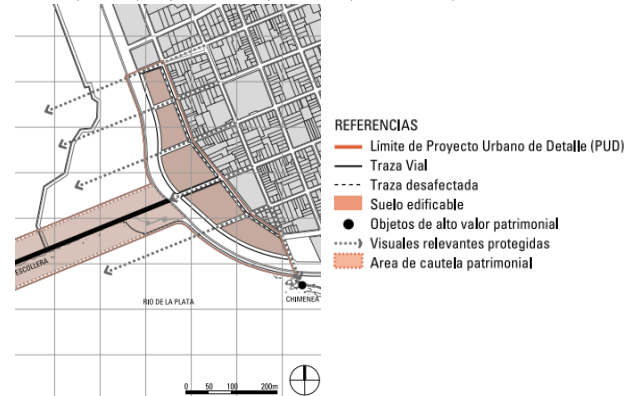 REFERENCIAS
Límite de Proyecto Urbano de Detalle (PUD)
Traza Vial
Traza desafectada
Suelo edificable
Objetos de alto valor patrimonial
Visuales relevantes protegidas
Area de cautela patrimonial
ESCOLLERA
RIO DE LA PLATA
CHIMENEA
0 50 100 200m